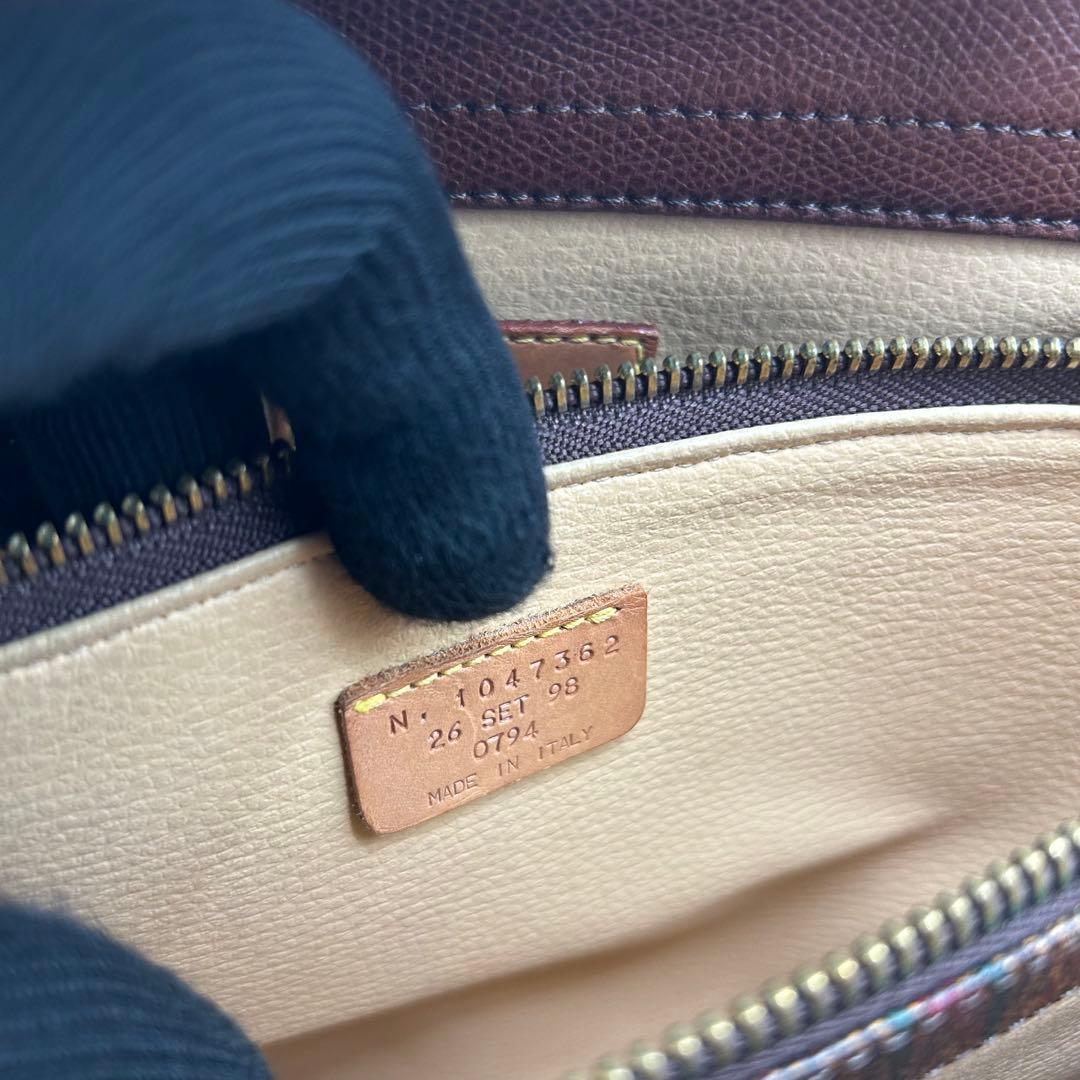 N. 1047362
26 SET 98
0794
MADE IN ITALY